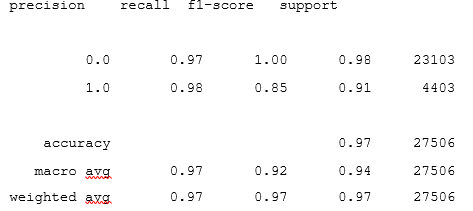 precision recall f1-score support
0.0 0.97 1.00 0.98 23103
1.0 0.98 0.85 0.91 4403
accuracy 0.97 27506
macro avg 0.97 0.92 0.94 27506
weighted avg 0.97 0.97 0.97 27506